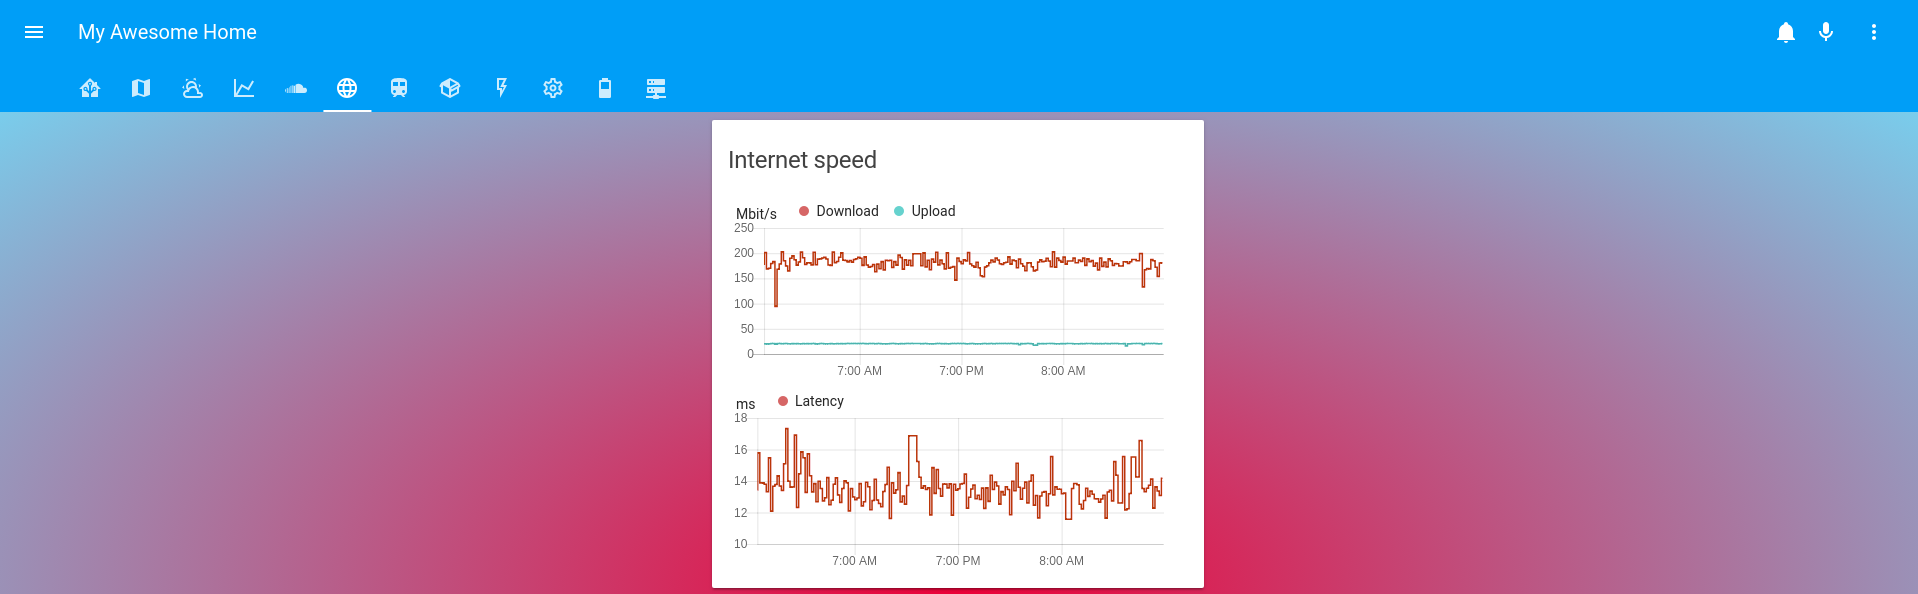 My Awesome Home
Internet speed
Mbit/s Download Upload
250
200
150
100
50
0
7:00 AM 7:00 PM 8:00 AM
ms Latency
18
16
14
12
10
7:00 AM 7:00 PM 8:00 AM